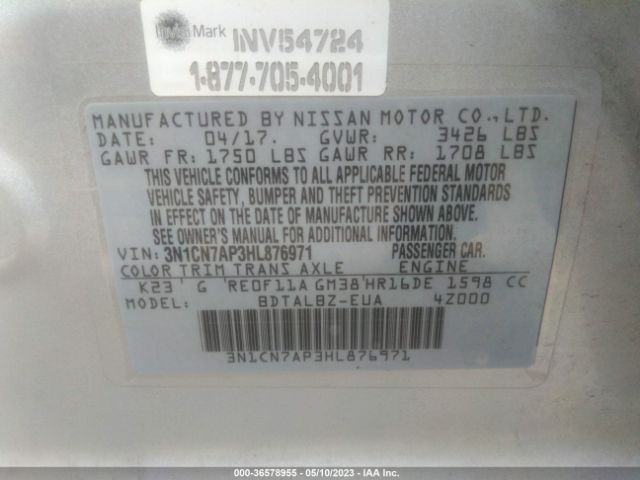 Mark INV54724
1-877-705-4001
MANUFACTURED BY NISSAN MOTOR CO., LTD.
DATE: 04/17. GVWR: 3426 LBS
GAWR FR: 1750 LBS GAWR RR: 1708 LBS
THIS VEHICLE CONFORMS TO ALL APPLICABLE FEDERAL MOTOR
VEHICLE SAFETY, BUMPER AND THEFT PREVENTION STANDARDS
IN EFFECT ON THE DATE OF MANUFACTURE SHOWN ABOVE.
SEE OWNER'S MANUAL FOR ADDITIONAL INFORMATION.
VIN: 3N1CN7AP3HL876971 PASSENGER CAR.
COLOR TRIM TRANS AXLE ENGINE
K23 G RE0F11A GM38 HR16DE 1598 CC
MODEL: BDTALBZ-EUA 4Z000
3N1CN7AP3HL876971
000-36578955 — 05/10/2023 — IAA Inc.